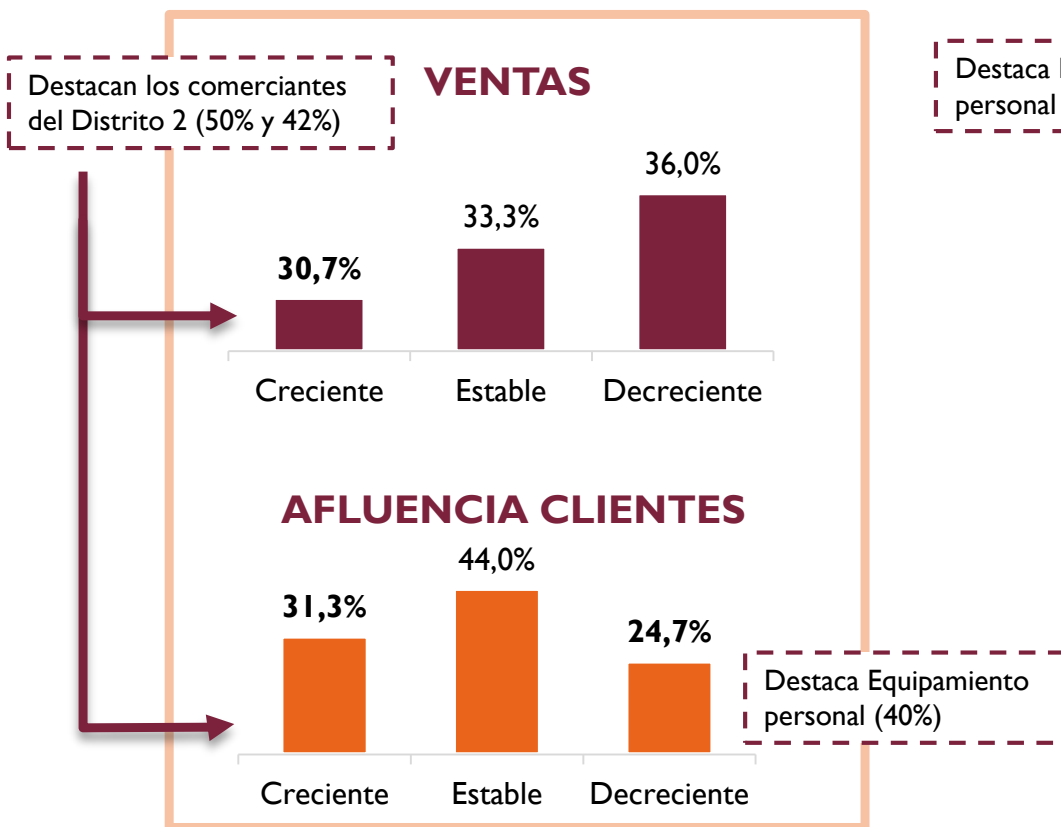 Destacan los comerciantes
del Distrito 2 (50% y 42%)
VENTAS
Destaca
personal
36,0%
33,3%
30,7%
Creciente Estable Decreciente
AFLUENCIA CLIENTES
44,0%
31,3%
24,7%
Destaca Equipamiento
personal (40%)
Creciente Estable Decreciente